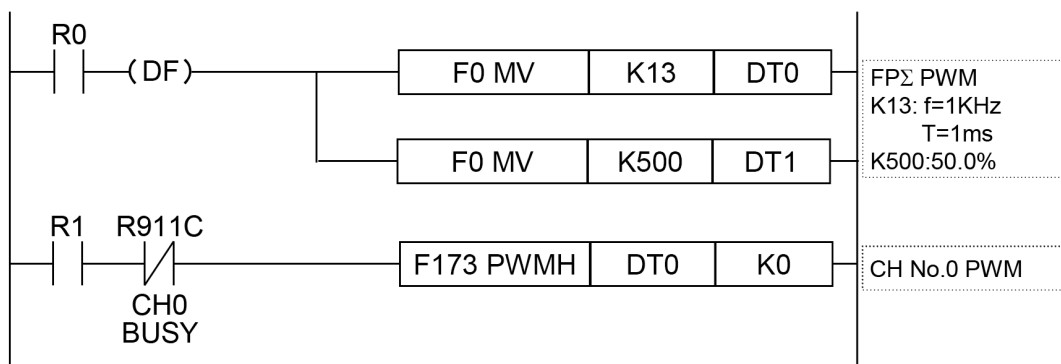 R0
(DF)
F0 MV K13 DT0
FPΣ PWM
K13: f=1KHz
T=1ms
K500:50.0%
F0 MV K500 DT1
R1 R911C
F173 PWMH DT0 K0
CH No.0 PWM
CH0
BUSY